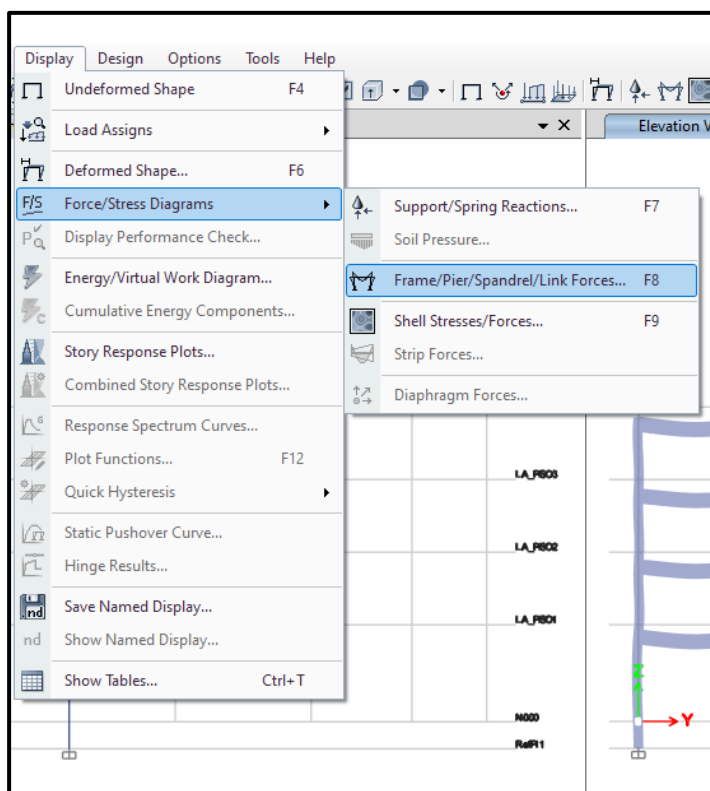 Display Design Options Tools Help
Undeformed Shape F4
Load Assigns
Elevation V
Deformed Shape... F6
F/S Force/Stress Diagrams
Support/Spring Reactions... F7
Display Performance Check...
Soil Pressure...
Energy/Virtual Work Diagram...
Frame/Pier/Spandrel/Link Forces... F8
Cumulative Energy Components...
Shell Stresses/Forces... F9
Story Response Plots...
Strip Forces...
Combined Story Response Plots...
Diaphragm Forces...
Response Spectrum Curves...
Plot Functions... F12
LA_PISO3
Quick Hysteresis
Static Pushover Curve...
LA_PISO2
Hinge Results...
.nd Save Named Display...
LA_PISO1
nd Show Named Display...
Z
Show Tables... Ctrl+T
N000
Y